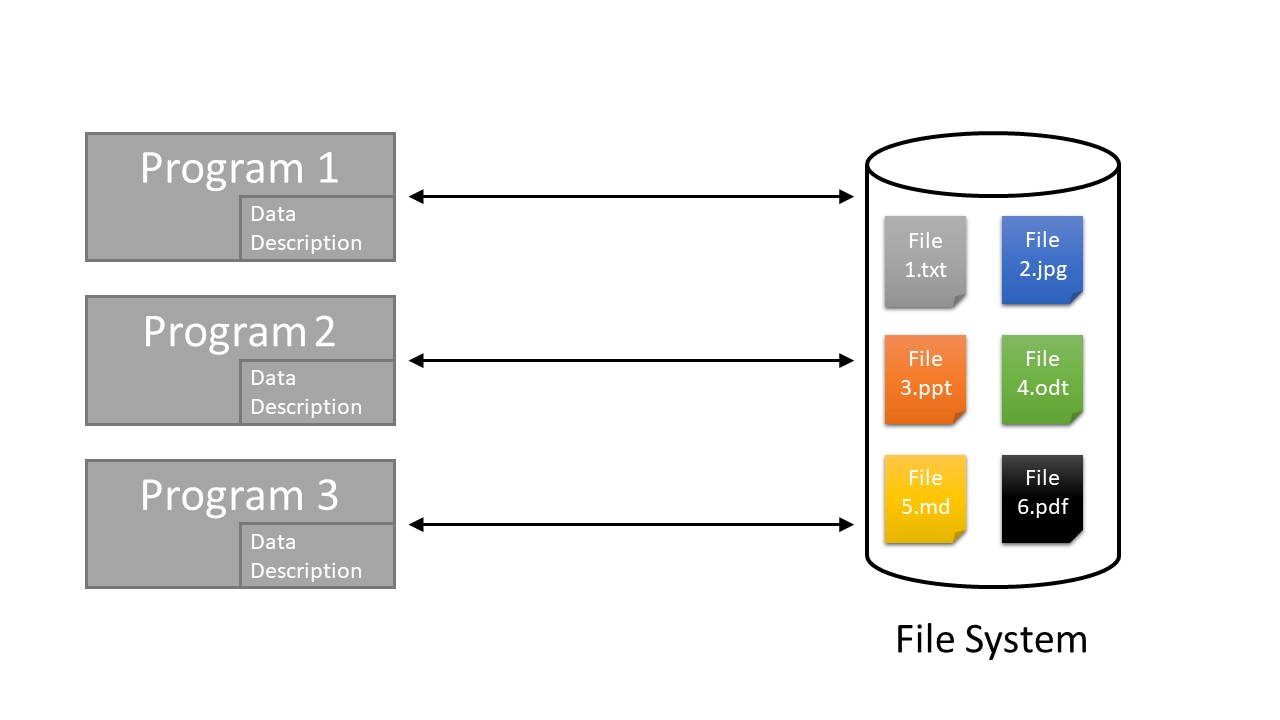 Program 1
Data
Description
Program 2
Data
Description
Program 3
Data
Description
File
1.txt
File
2.jpg
File
3.ppt
File
4.odt
File
5.md
File
6.pdf
File System